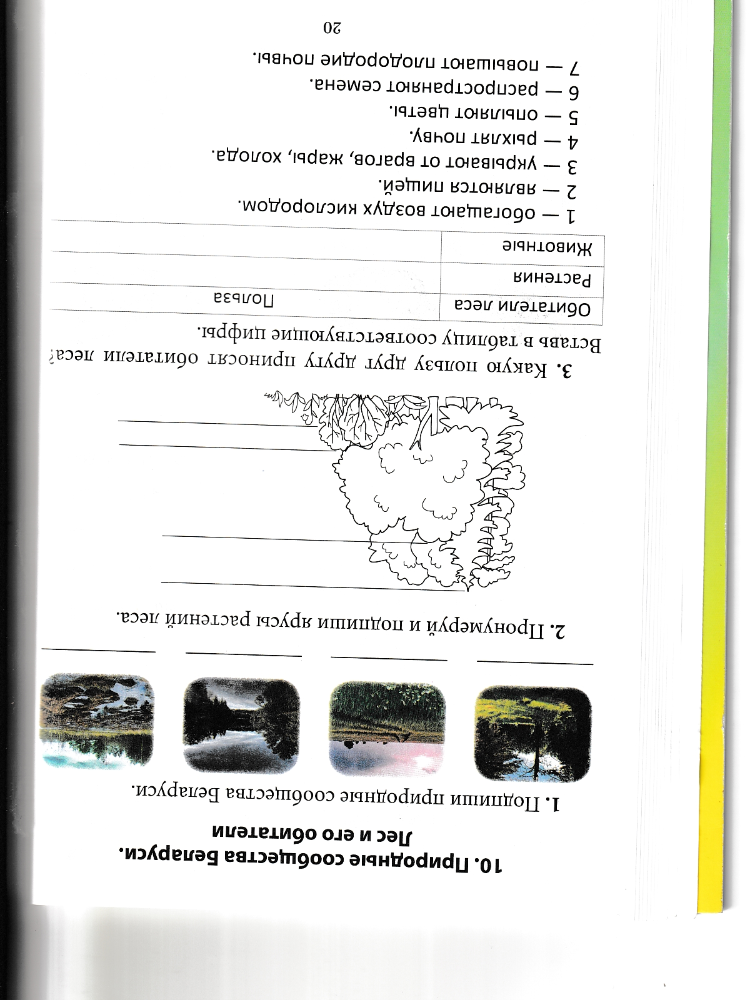 10. Природные сообщества Беларуси.
Лес и его обитатели
1. Подпиши природные сообщества Беларуси.
2. Пронумеруй и подпиши ярусы растений леса.
3. Какую пользу друг другу приносят обитатели леса?
Вставь в таблицу соответствующие цифры.
Обитатели леса Польза
Растения
Животные
1 — обогащают воздух кислородом.
2 — являются пищей.
3 — укрывают от врагов, жары, холода.
4 — рыхлят почву.
5 — опыляют цветы.
6 — распространяют семена.
7 — повышают плодородие почвы.
20